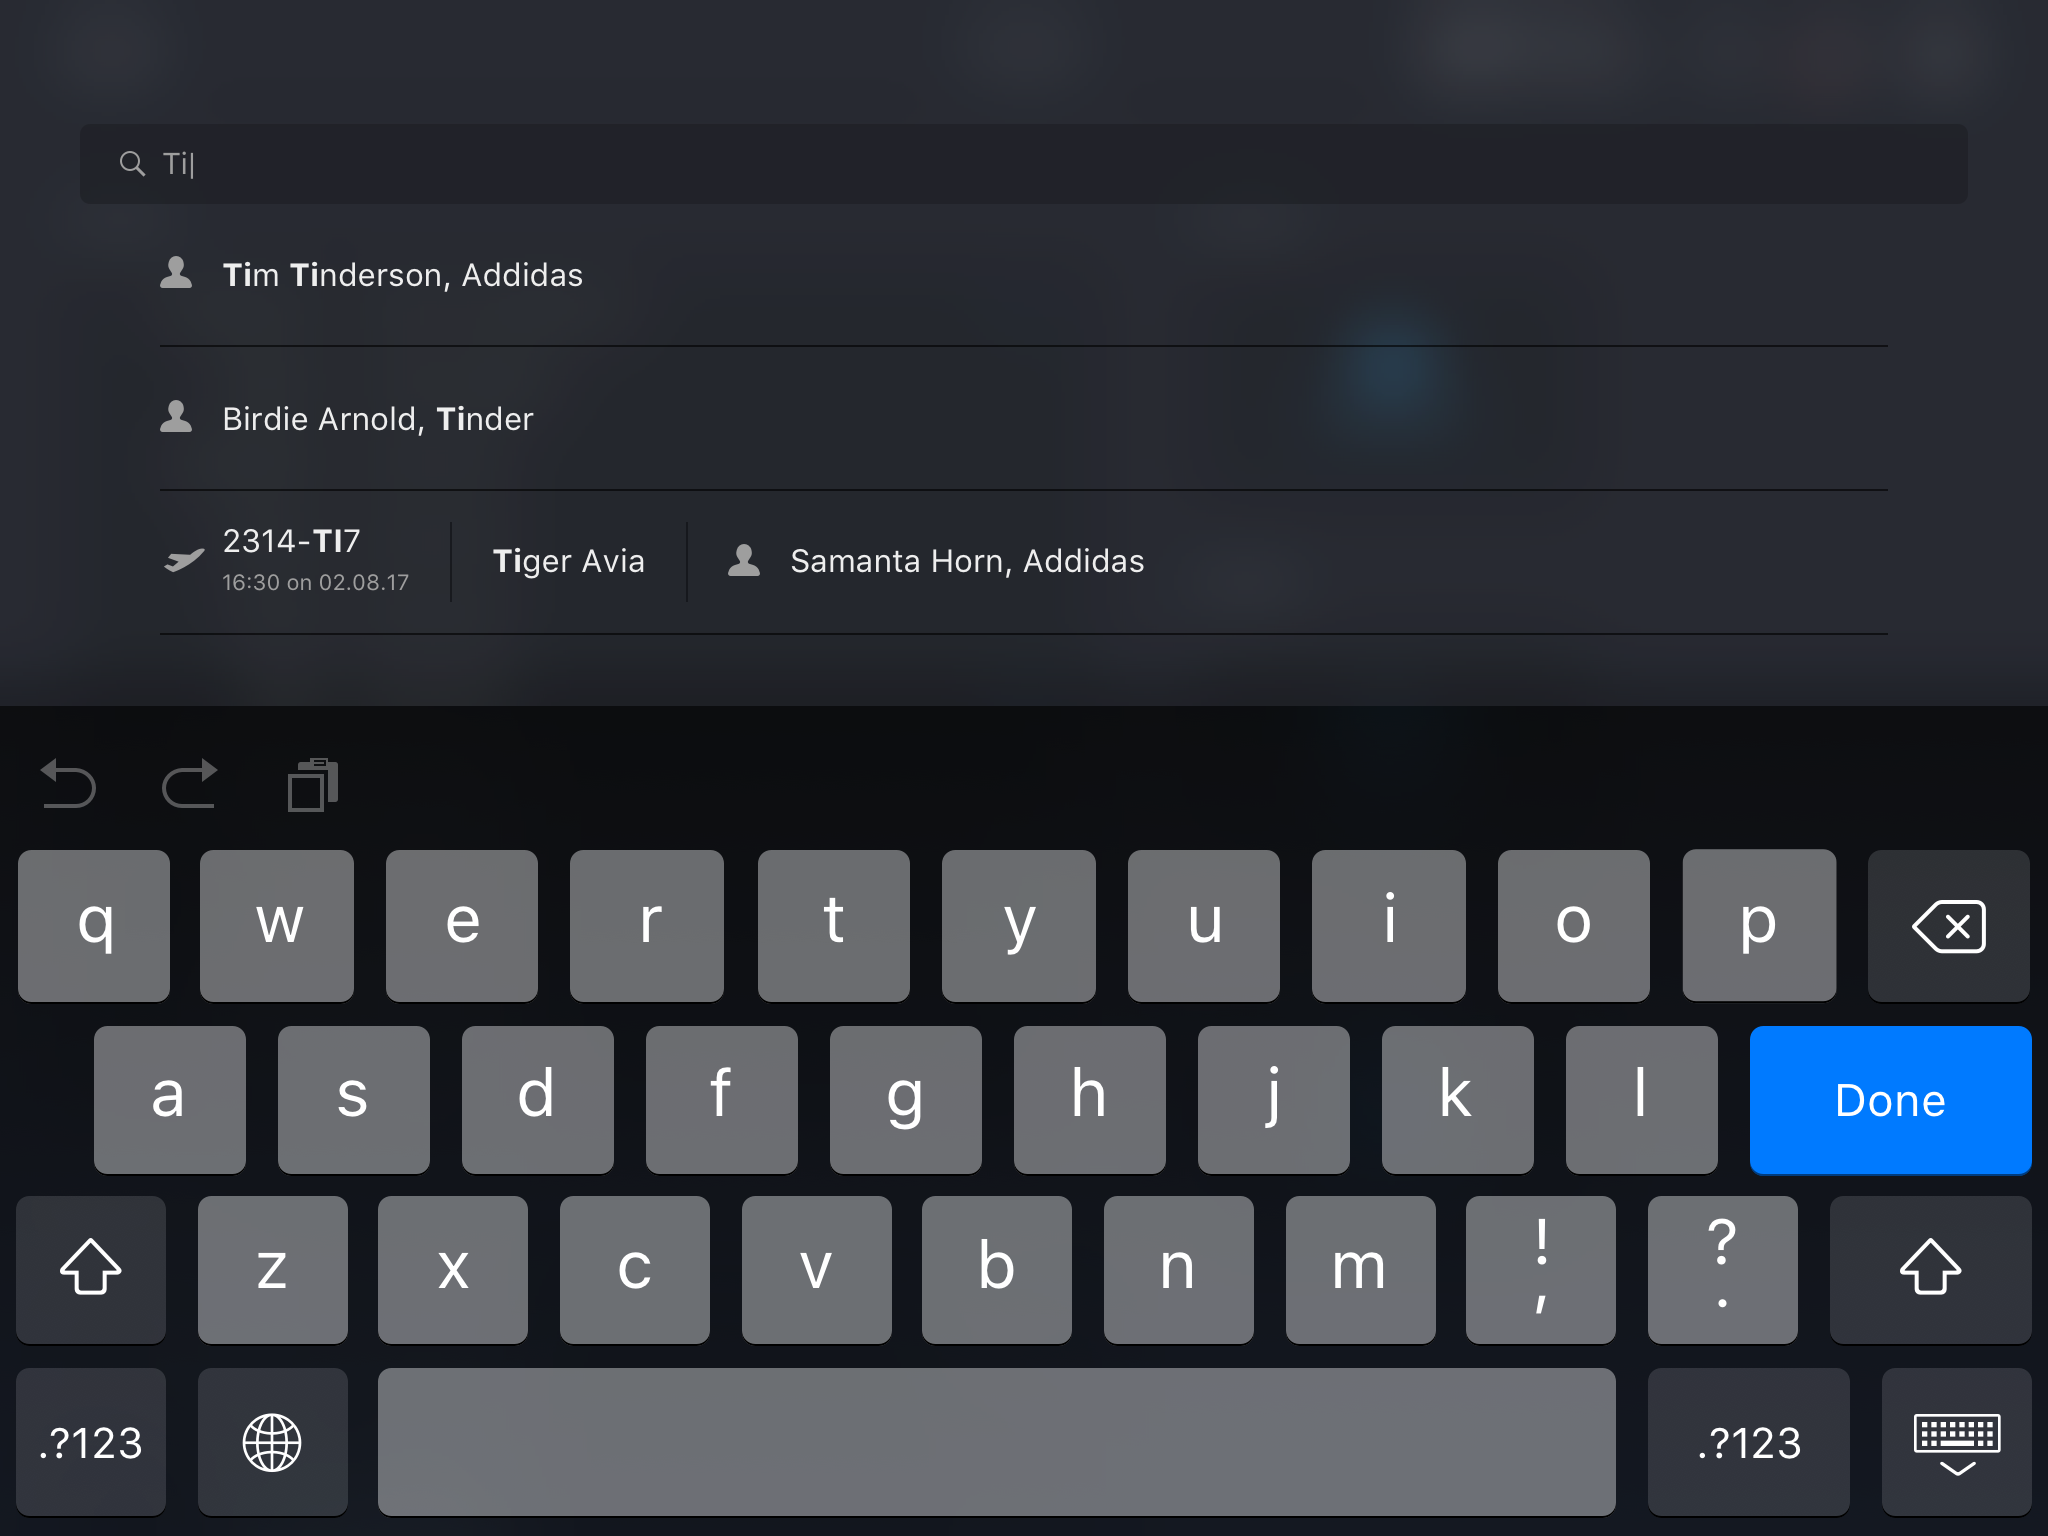 Ti
Tim Tinderson, Addidas
Birdie Arnold, Tinder
2314-TI7
16:30 on 02.08.17
Tiger Avia
Samanta Horn, Addidas
q w e r t y u i o p
a s d f g h j k l Done
z x c v b n m ! , ? .
.?123 .?123